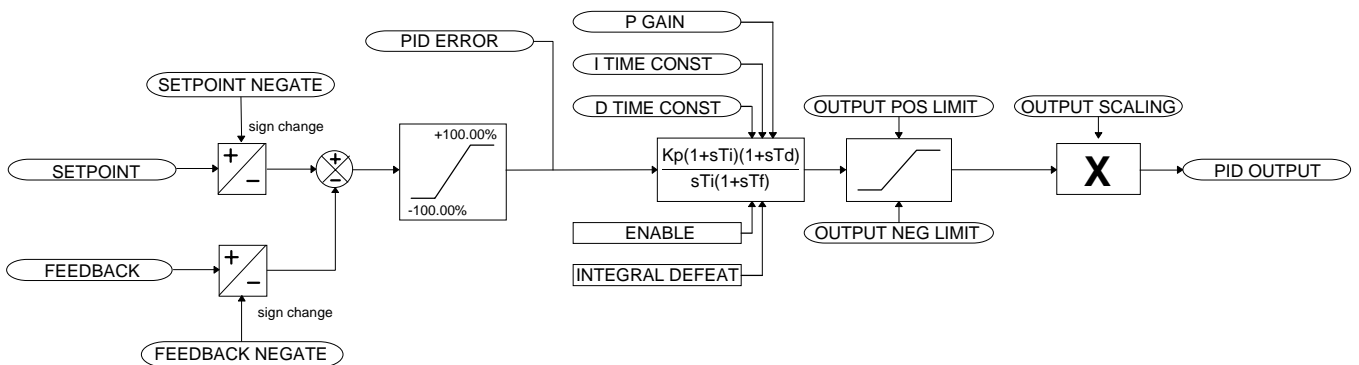 P GAIN
PID ERROR
I TIME CONST
SETPOINT NEGATE
D TIME CONST
OUTPUT POS LIMIT
OUTPUT SCALING
sign change
+100.00%
-100.00%
SETPOINT
+
-
+
-
Kp(1+sTi)(1+sTd)
sTi(1+sTf)
X
PID OUTPUT
ENABLE
OUTPUT NEG LIMIT
FEEDBACK
+
-
INTEGRAL DEFEAT
sign change
FEEDBACK NEGATE